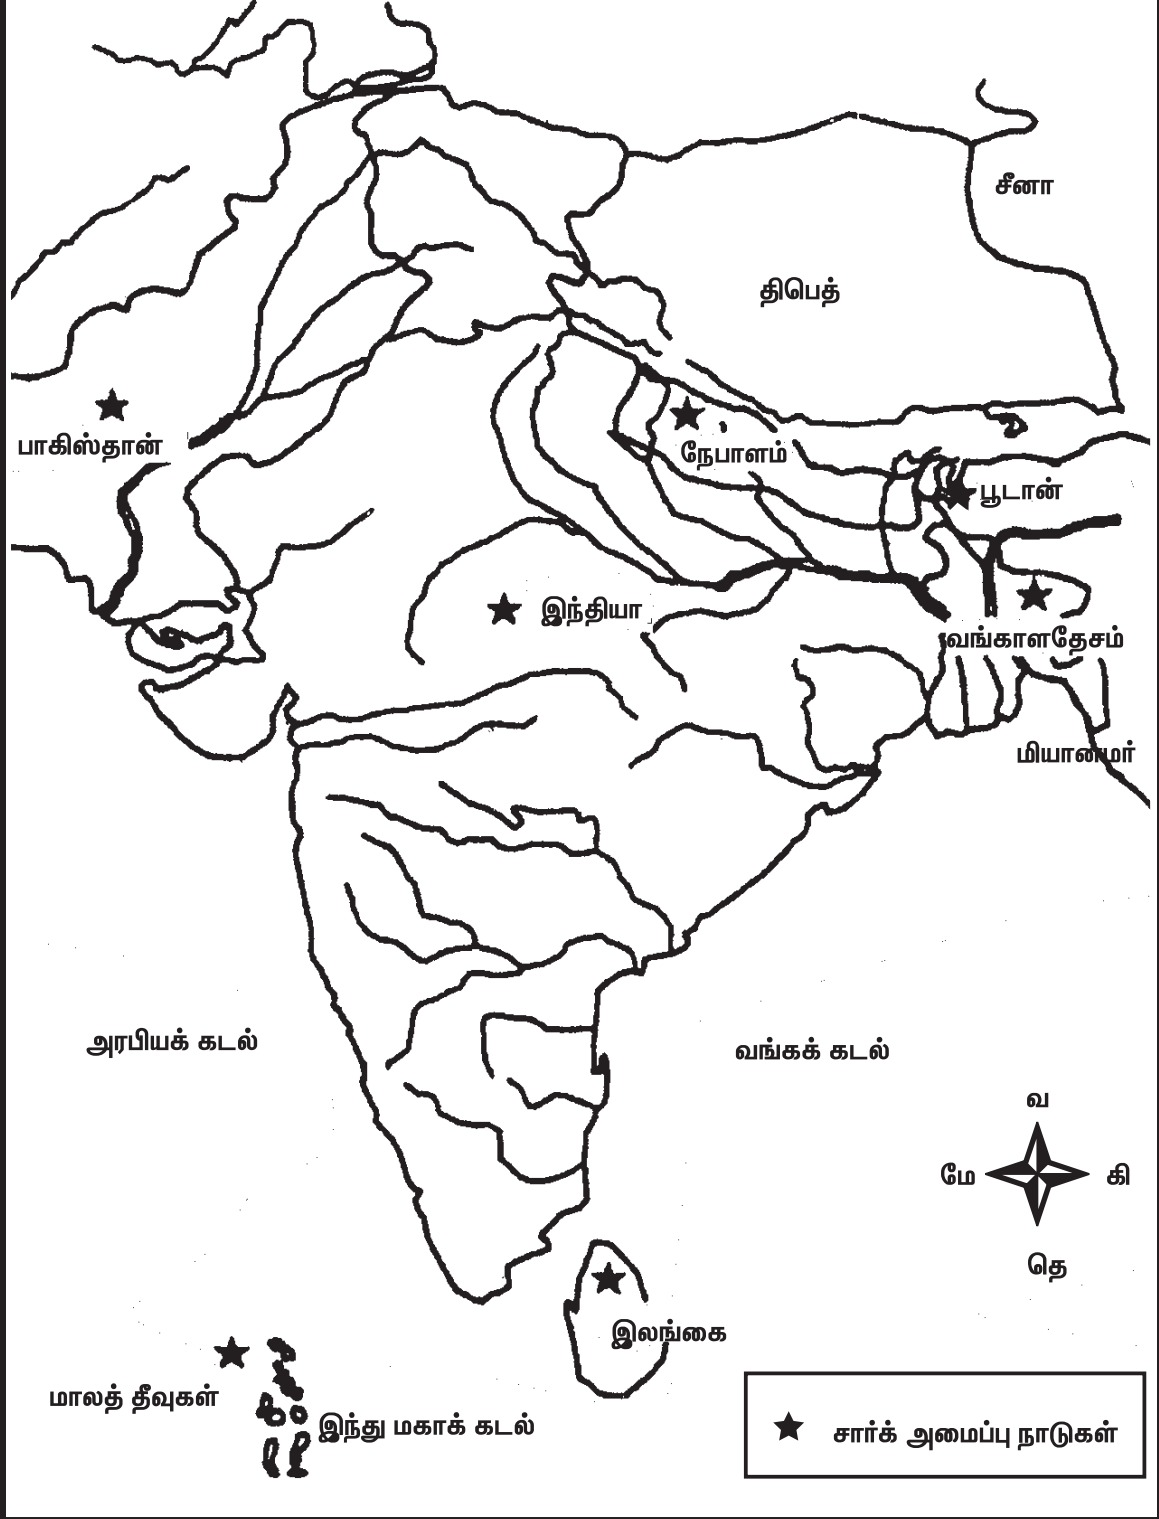 சீனா
திபெத்
பாகிஸ்தான்
நேபாளம்
பூடான்
இந்தியா
வங்காளதேசம்
மியான்மர்
அரபியக் கடல்
வங்கக் கடல்
வ
மே
கி
தெ
இலங்கை
மாலத் தீவுகள்
இந்து மகாக் கடல்
சார்க் அமைப்பு நாடுகள்